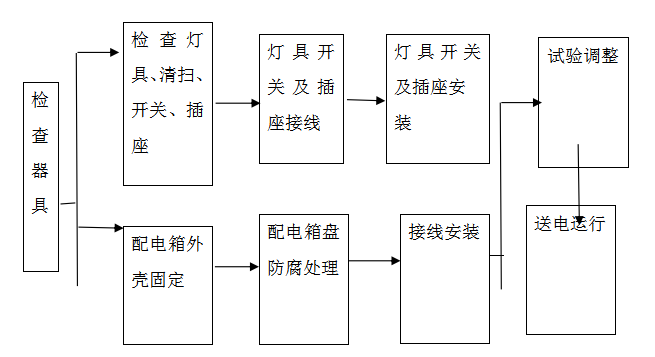 检
查
器
具
检查灯
具、清扫、
开关、插
座
灯具开
关及插
座接线
灯具开关
及插座安
装
试验调整
配电箱外
壳固定
配电箱盘
防腐处理
接线安装
送电运行